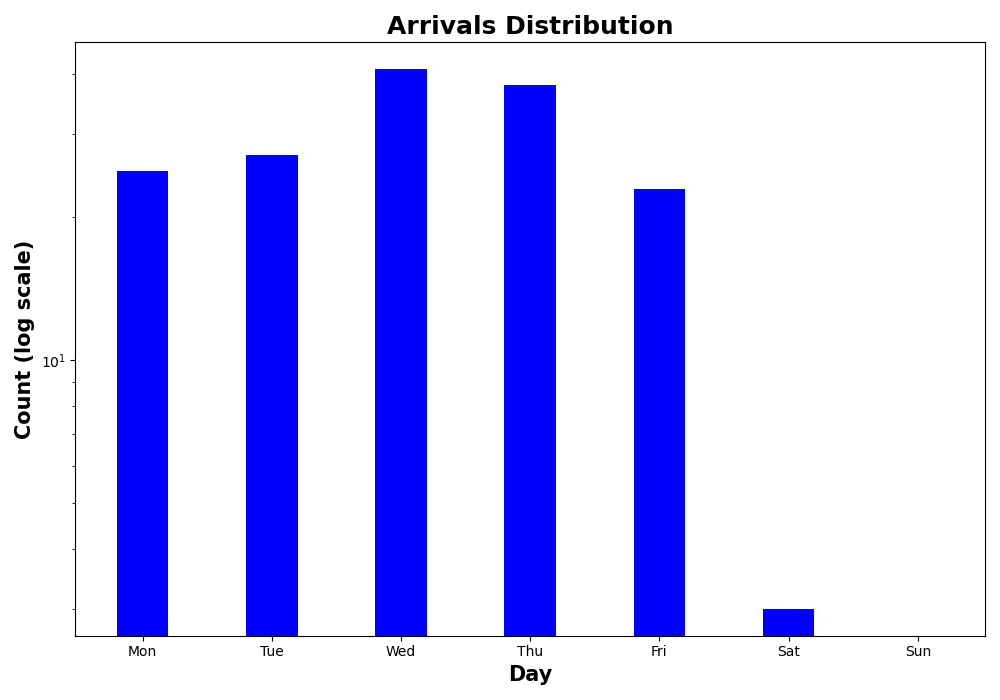 Arrivals Distribution
Count (log scale)
10¹
Mon Tue Wed Thu Fri Sat Sun
Day